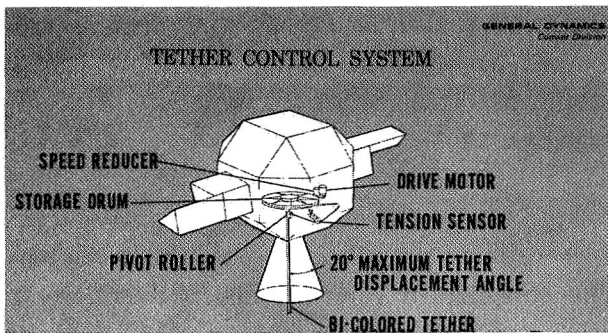 GENERAL DYNAMICS
Convair Division
TETHER CONTROL SYSTEM
SPEED REDUCER
DRIVE MOTOR
STORAGE DRUM
TENSION SENSOR
PIVOT ROLLER
20° MAXIMUM TETHER
DISPLACEMENT ANGLE
BI-COLORED TETHER